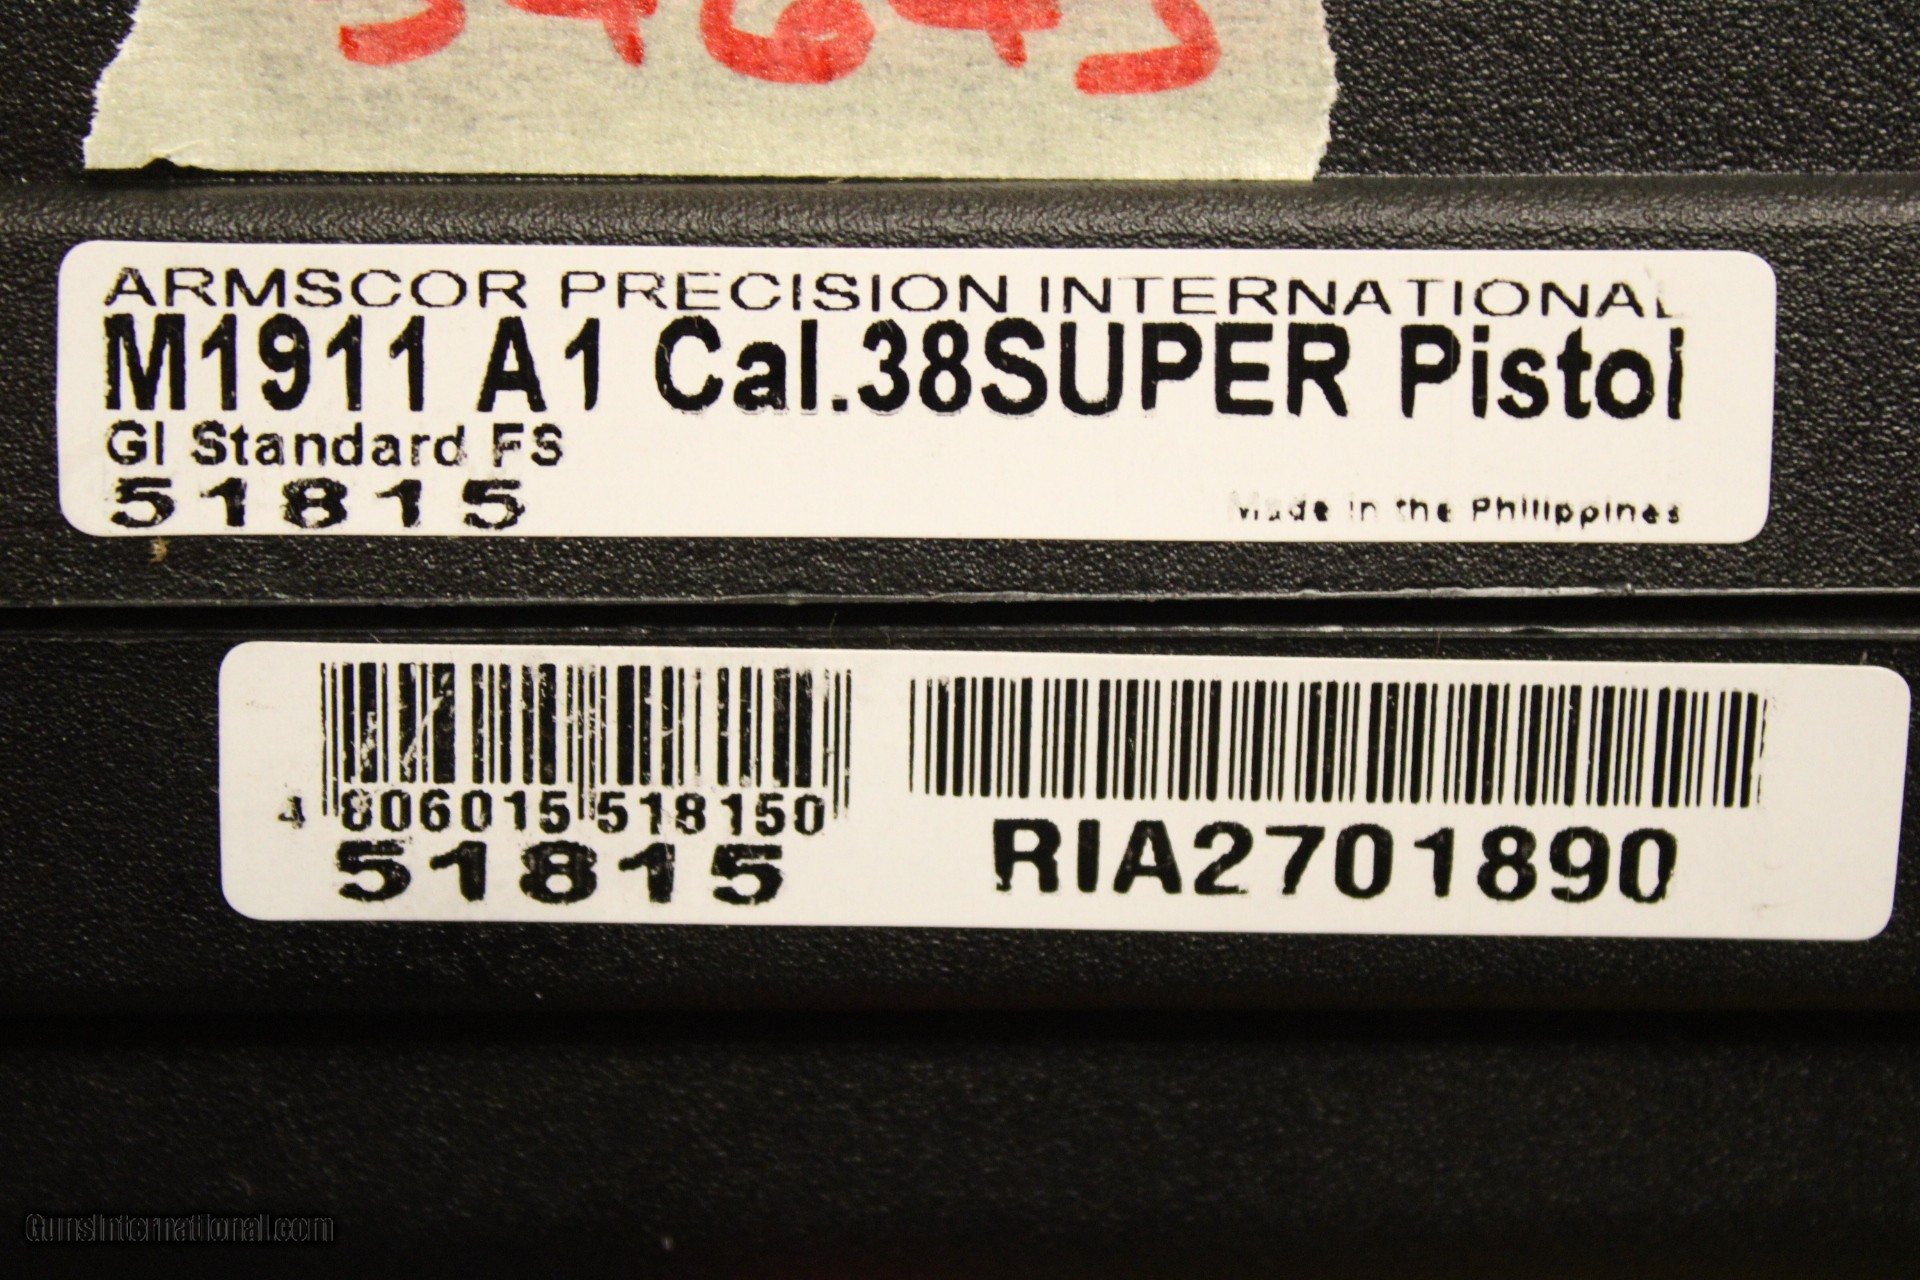 ARMSCOR PRECISION INTERNATIONAL
M1911 A1 Cal.38SUPER Pistol
GI Standard FS
51815
Made in the Philippines
4 806015 518150
51815
RIA2701890
GunsInternational.com